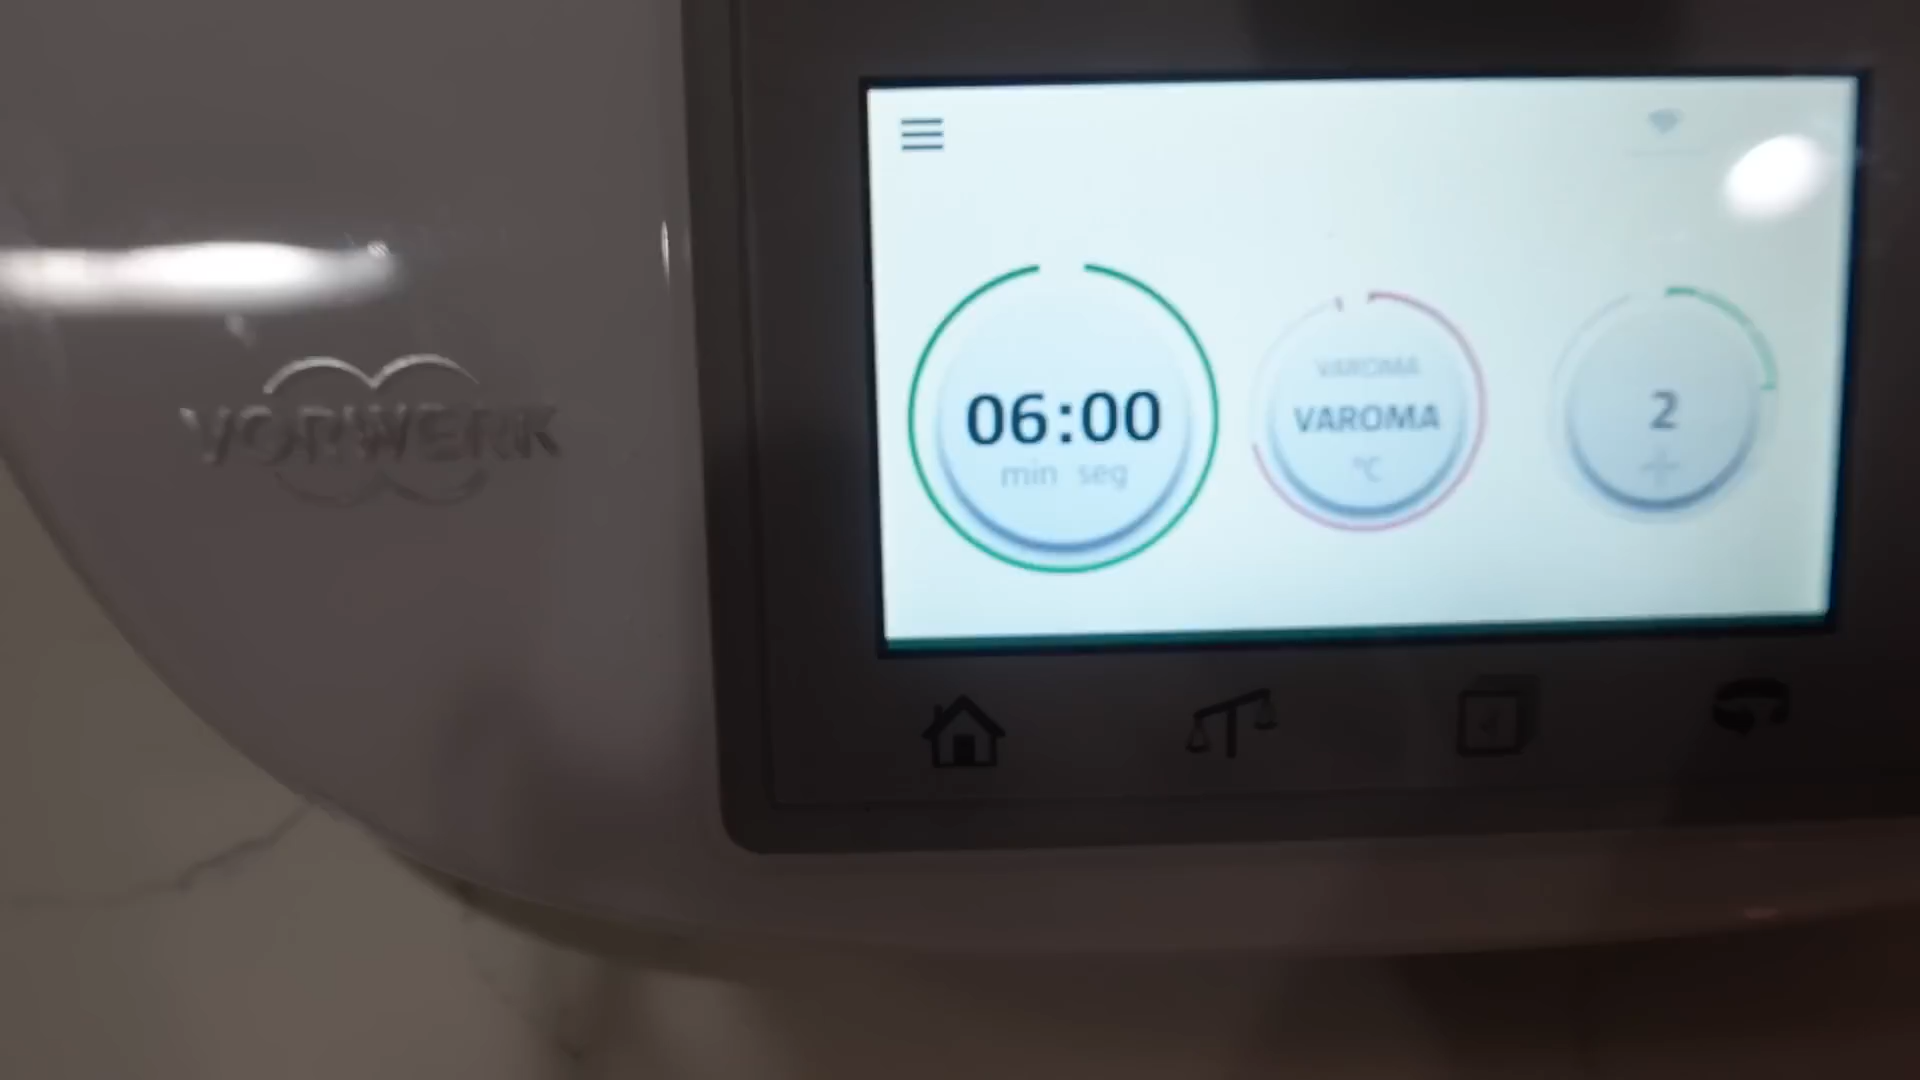 VORWERK
06:00
min seg
VAROMA
VAROMA
°C
2